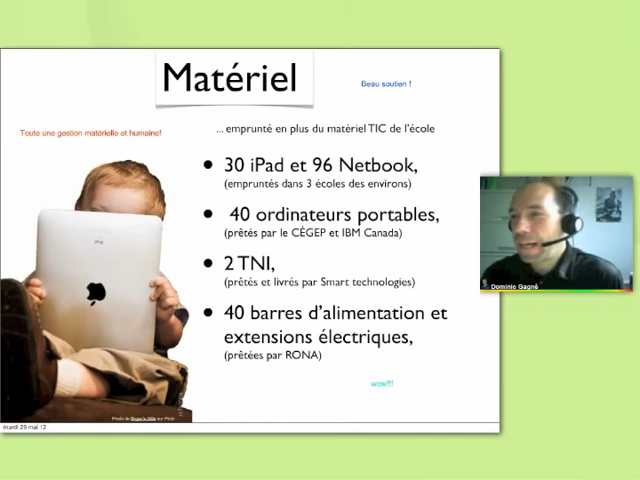 Matériel
Beau soutien !
Toute une gestion matérielle et humaine!
... emprunté en plus du matériel TIC de l'école
• 30 iPad et 96 Netbook,
(empruntés dans 3 écoles des environs)
• 40 ordinateurs portables,
(prêtés par le CÉGEP et IBM Canada)
• 2 TNI,
(prêtés et livrés par Smart technologies)
• 40 barres d'alimentation et
extensions électriques,
(prêtées par RONA)
wow!!!
iPad
Dominic Gagné
mardi 29 mai 12